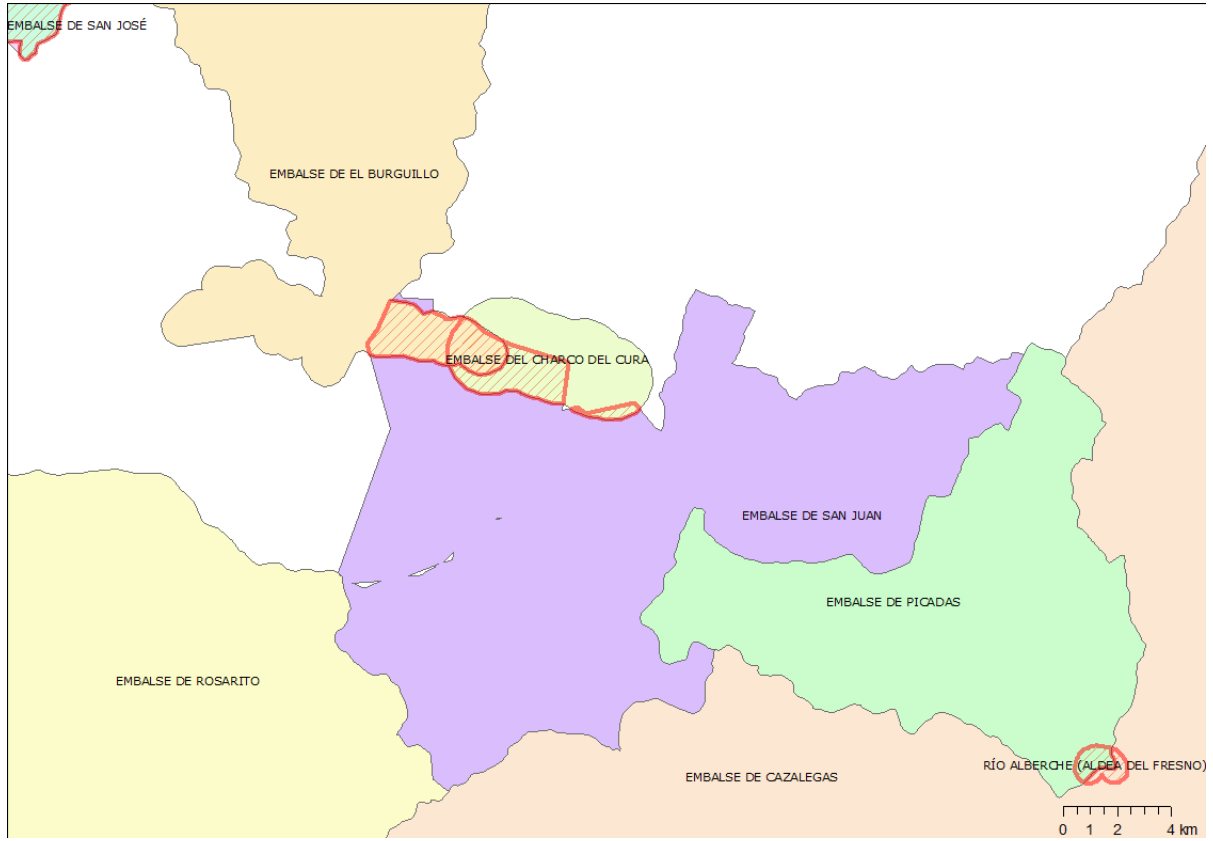 EMBALSE DE SAN JOSÉ
EMBALSE DE EL BURGUILLO
EMBALSE DEL CHARCO DEL CURA
EMBALSE DE SAN JUAN
EMBALSE DE PICADAS
EMBALSE DE ROSARITO
RÍO ALBERCHE (ALDEA DEL FRESNO)
EMBALSE DE CAZALEGAS
0 1 2 4 km